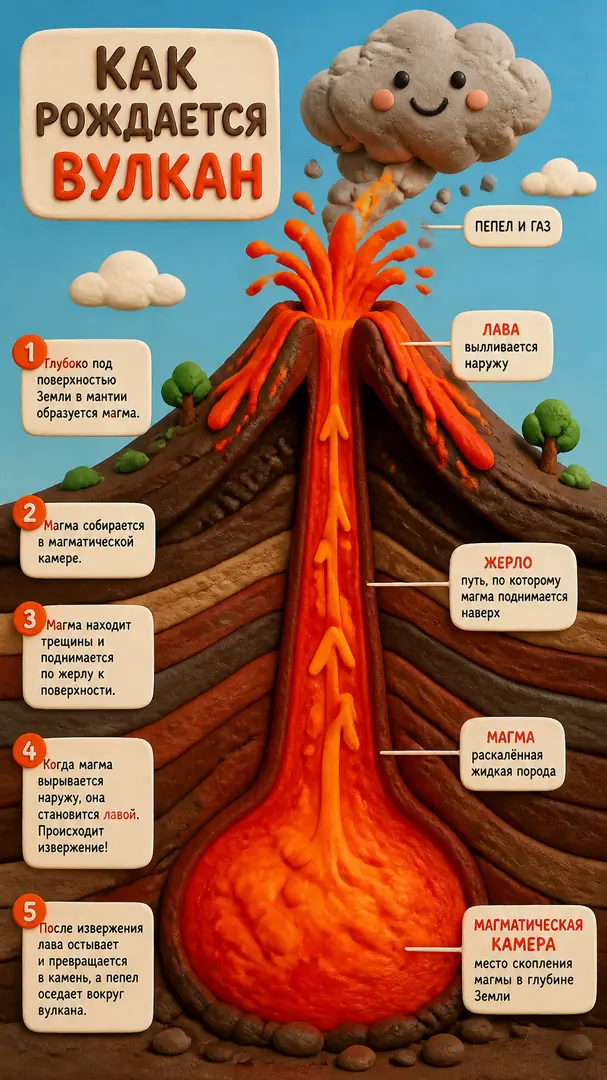 КАК
РОЖДАЕТСЯ
ВУЛКАН
ПЕПЕЛ И ГАЗ
ЛАВА
выливается
наружу
1
Глубоко под
поверхностью
Земли в мантии
образуется магма.
2
Магма собирается
в магматической
камере.
ЖЕРЛО
путь, по которому
магма поднимается
наверх
3
Магма находит
трещины и
поднимается
по жерлу к
поверхности.
4
Когда магма
вырывается
наружу, она
становится лавой.
Происходит
извержение!
МАГМА
раскалённая
жидкая порода
5
После извержения
лава остывает
и превращается
в камень, а пепел
оседает вокруг
вулкана.
МАГМАТИЧЕСКАЯ
КАМЕРА
место скопления
магмы в глубине
Земли